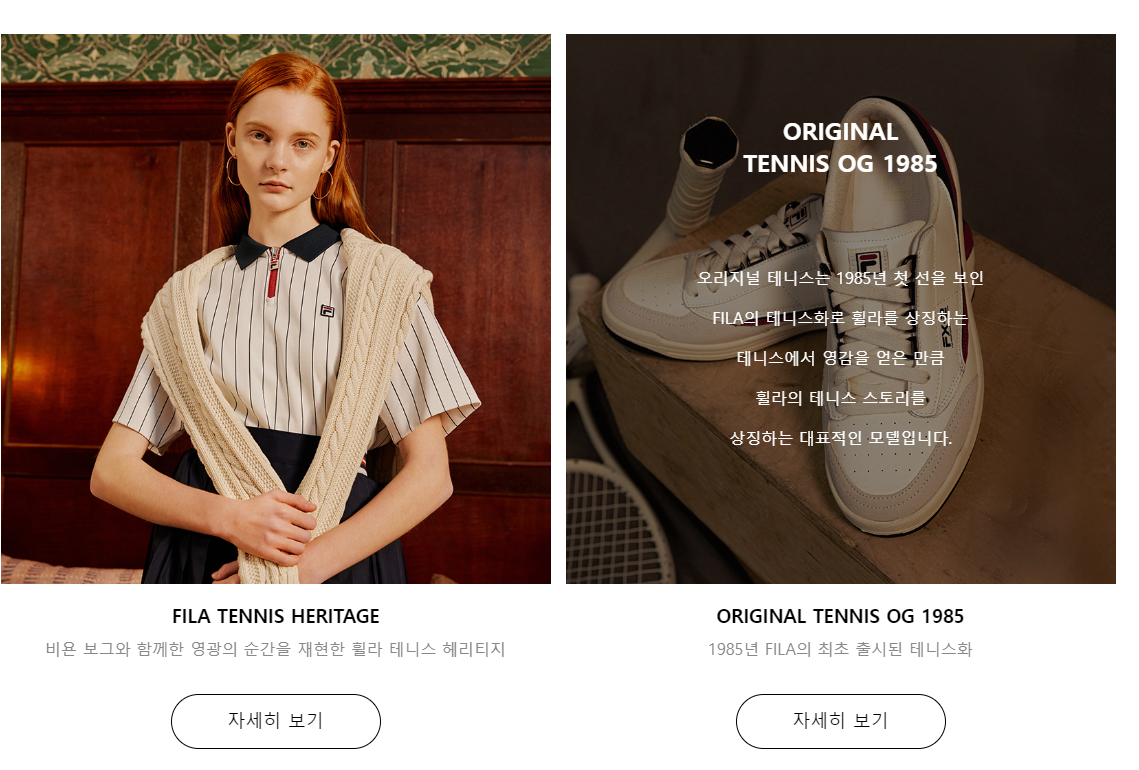 ORIGINAL
TENNIS OG 1985
오리지널 테니스는 1985년 첫 선을 보인
FILA의 테니스화로 휠라를 상징하는
테니스에서 영감을 얻은 만큼
휠라의 테니스 스토리를
상징하는 대표적인 모델입니다.
FILA TENNIS HERITAGE
비욘 보그와 함께한 영광의 순간을 재현한 휠라 테니스 헤리티지
자세히 보기
ORIGINAL TENNIS OG 1985
1985년 FILA의 최초 출시된 테니스화
자세히 보기